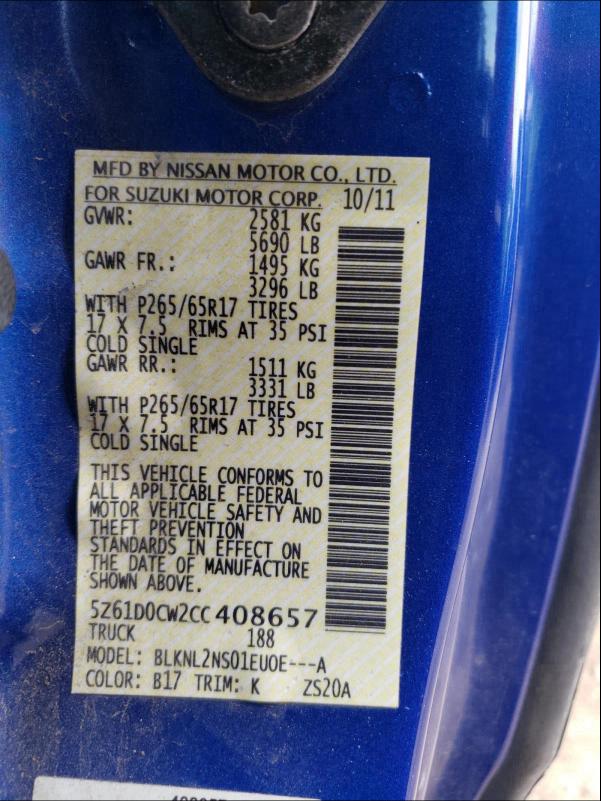 MFD BY NISSAN MOTOR CO., LTD.
FOR SUZUKI MOTOR CORP. 10/11
GVWR: 2581 KG
5690 LB
GAWR FR.: 1495 KG
3296 LB
WITH P265/65R17 TIRES
17 X 7.5 RIMS AT 35 PSI
COLD SINGLE
GAWR RR.: 1511 KG
3331 LB
WITH P265/65R17 TIRES
17 X 7.5 RIMS AT 35 PSI
COLD SINGLE
THIS VEHICLE CONFORMS TO
ALL APPLICABLE FEDERAL
MOTOR VEHICLE SAFETY AND
THEFT PREVENTION
STANDARDS IN EFFECT ON
THE DATE OF MANUFACTURE
SHOWN ABOVE.
5Z61D0CW2CC408657
TRUCK 188
MODEL: BLKNL2NS01EUOE---A
COLOR: B17 TRIM: K ZS20A